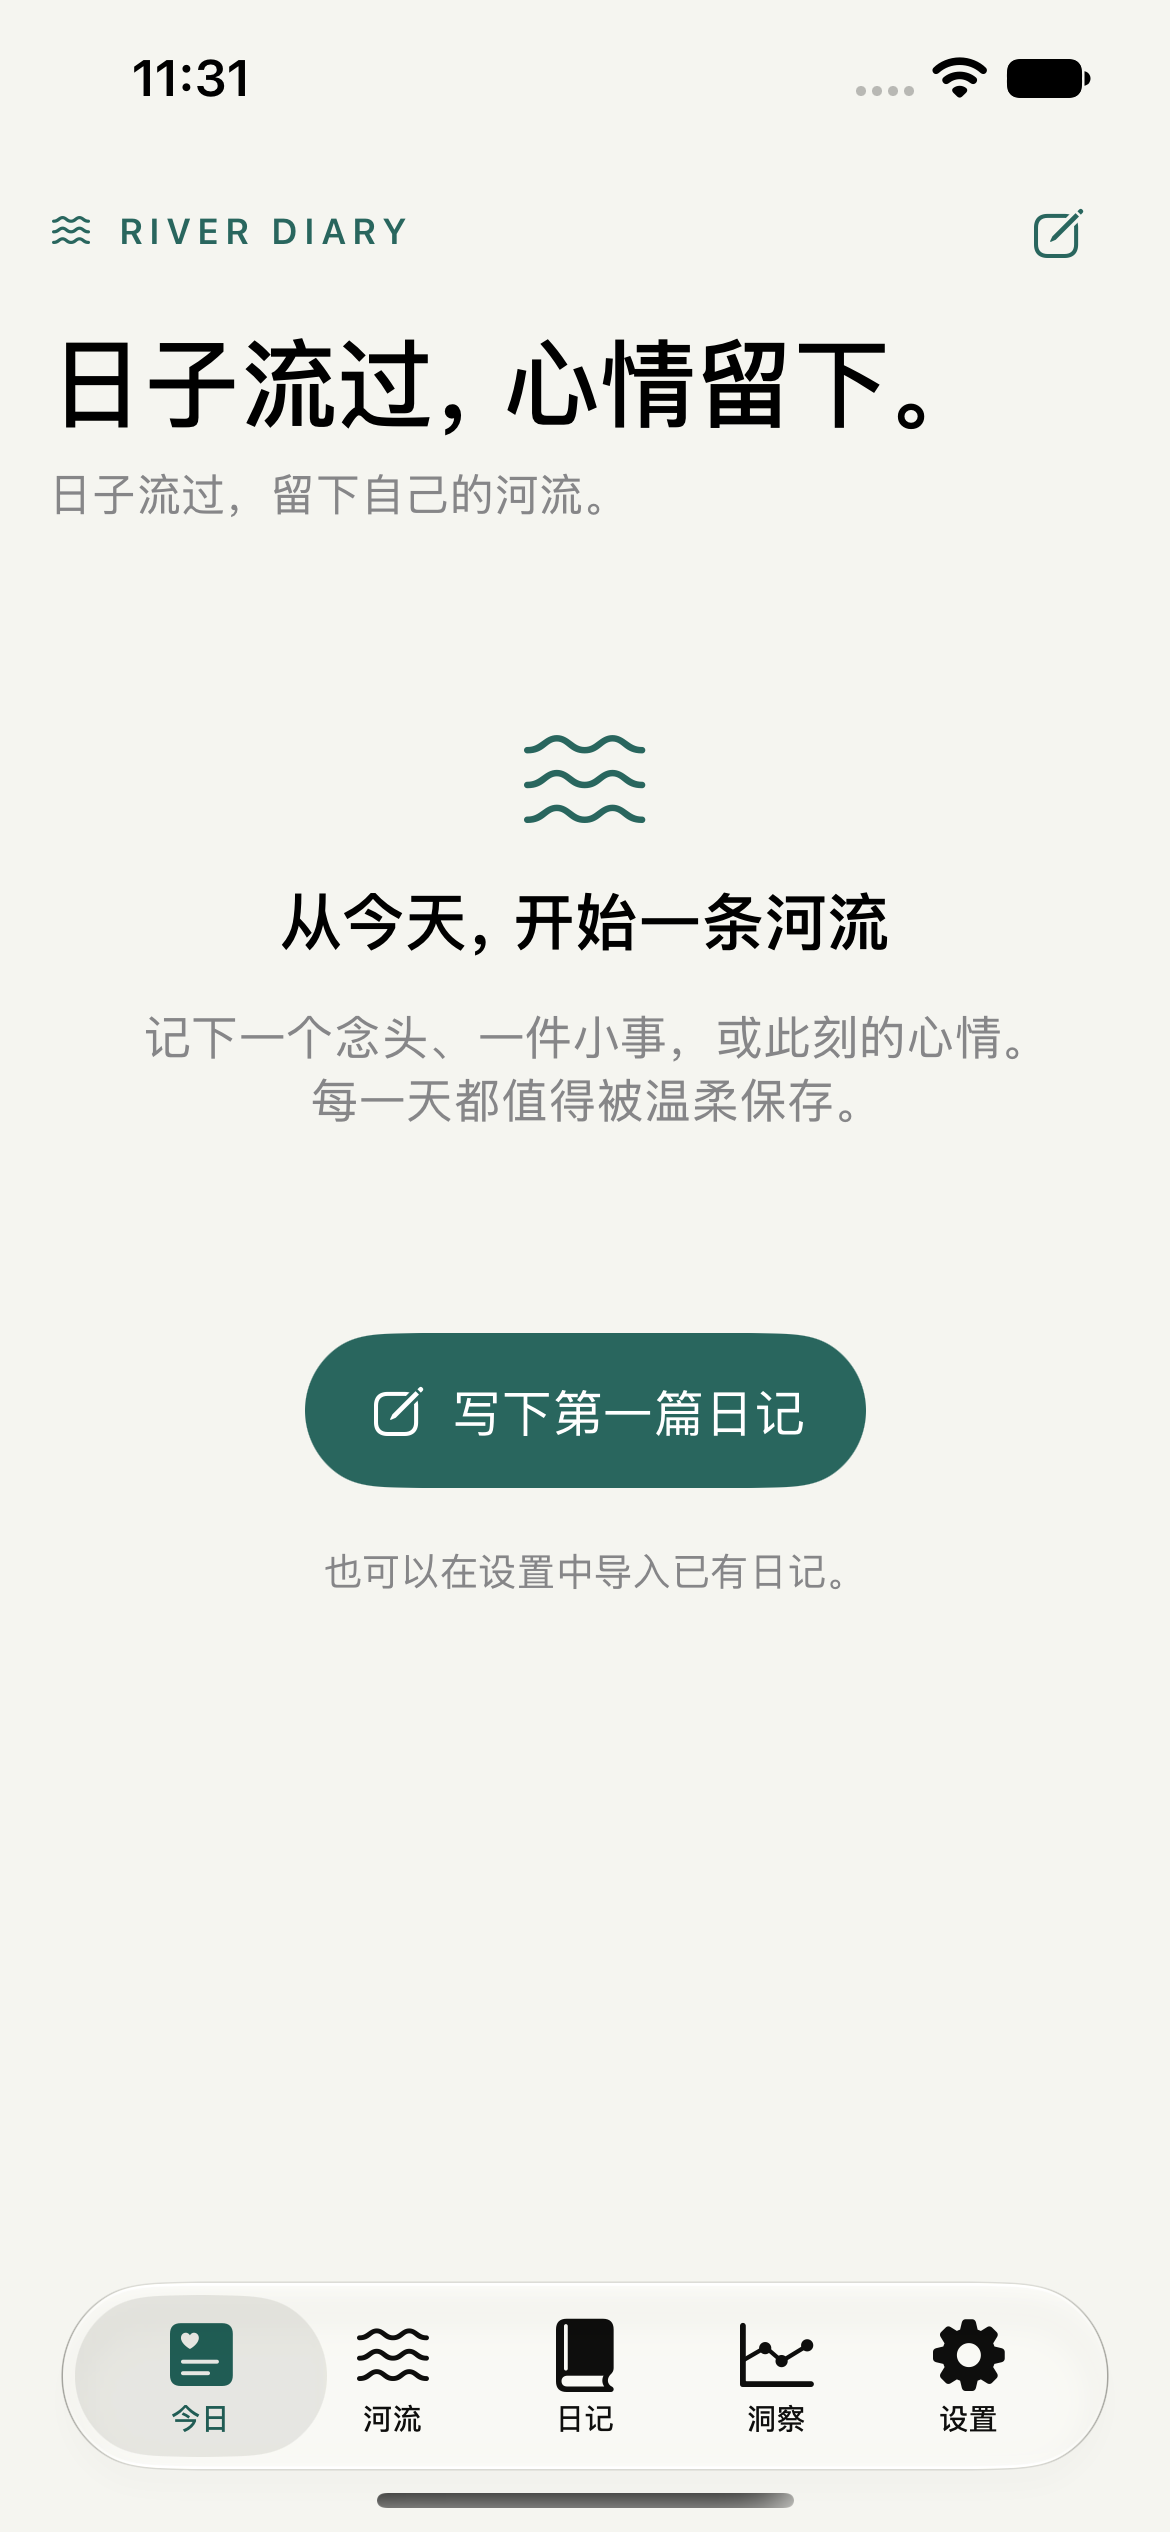 11:31
RIVER DIARY
日子流过，心情留下。
日子流过，留下自己的河流。
从今天，开始一条河流
记下一个念头、一件小事，或此刻的心情。
每一天都值得被温柔保存。
写下第一篇日记
也可以在设置中导入已有日记。
今日
河流
日记
洞察
设置